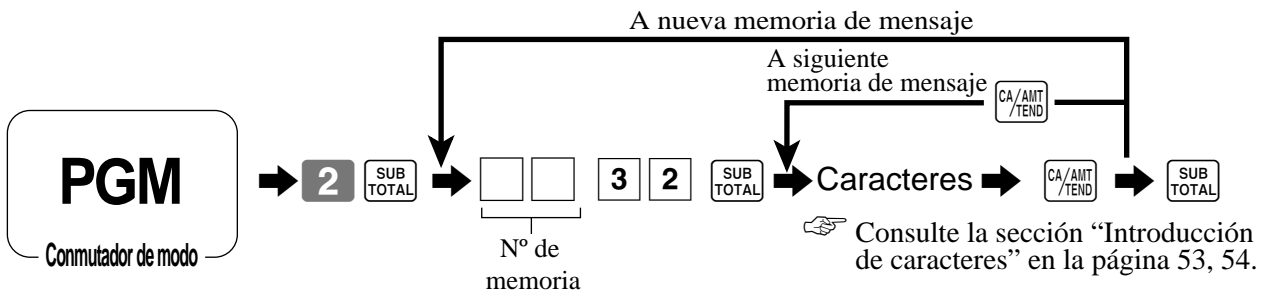 A nueva memoria de mensaje
A siguiente
memoria de mensaje
CA/AMT
TEND
PGM
Conmutador de modo
2
SUB
TOTAL
3 2
SUB
TOTAL
Caracteres
CA/AMT
TEND
SUB
TOTAL
Nº de
memoria
Consulte la sección “Introducción
de caracteres” en la página 53, 54.